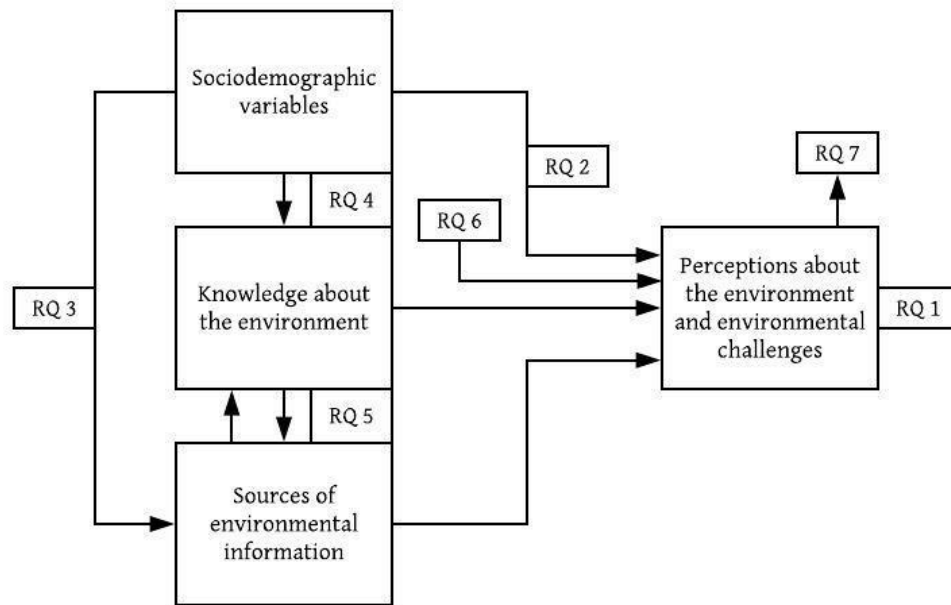 Sociodemographic
variables
RQ 4
RQ 2
RQ 7
RQ 6
Knowledge about
the environment
RQ 3
Perceptions about
the environment
and environmental
challenges
RQ 1
RQ 5
Sources of
environmental
information